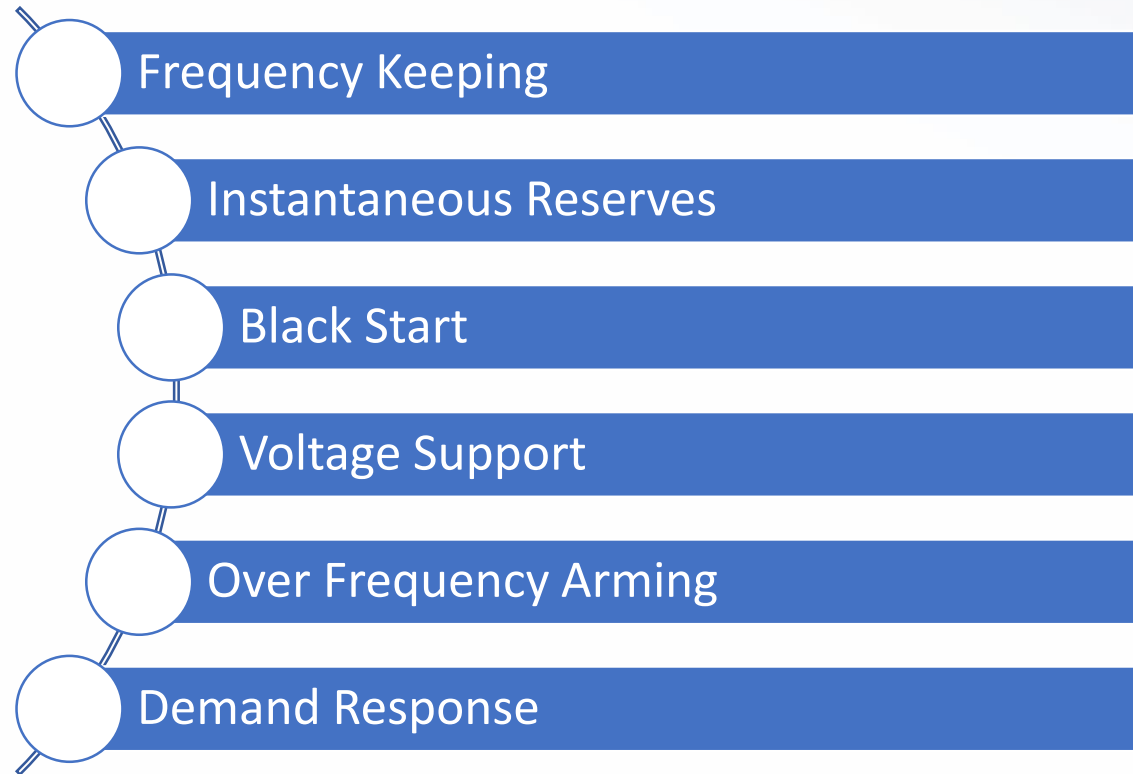 Frequency Keeping
Instantaneous Reserves
Black Start
Voltage Support
Over Frequency Arming
Demand Response